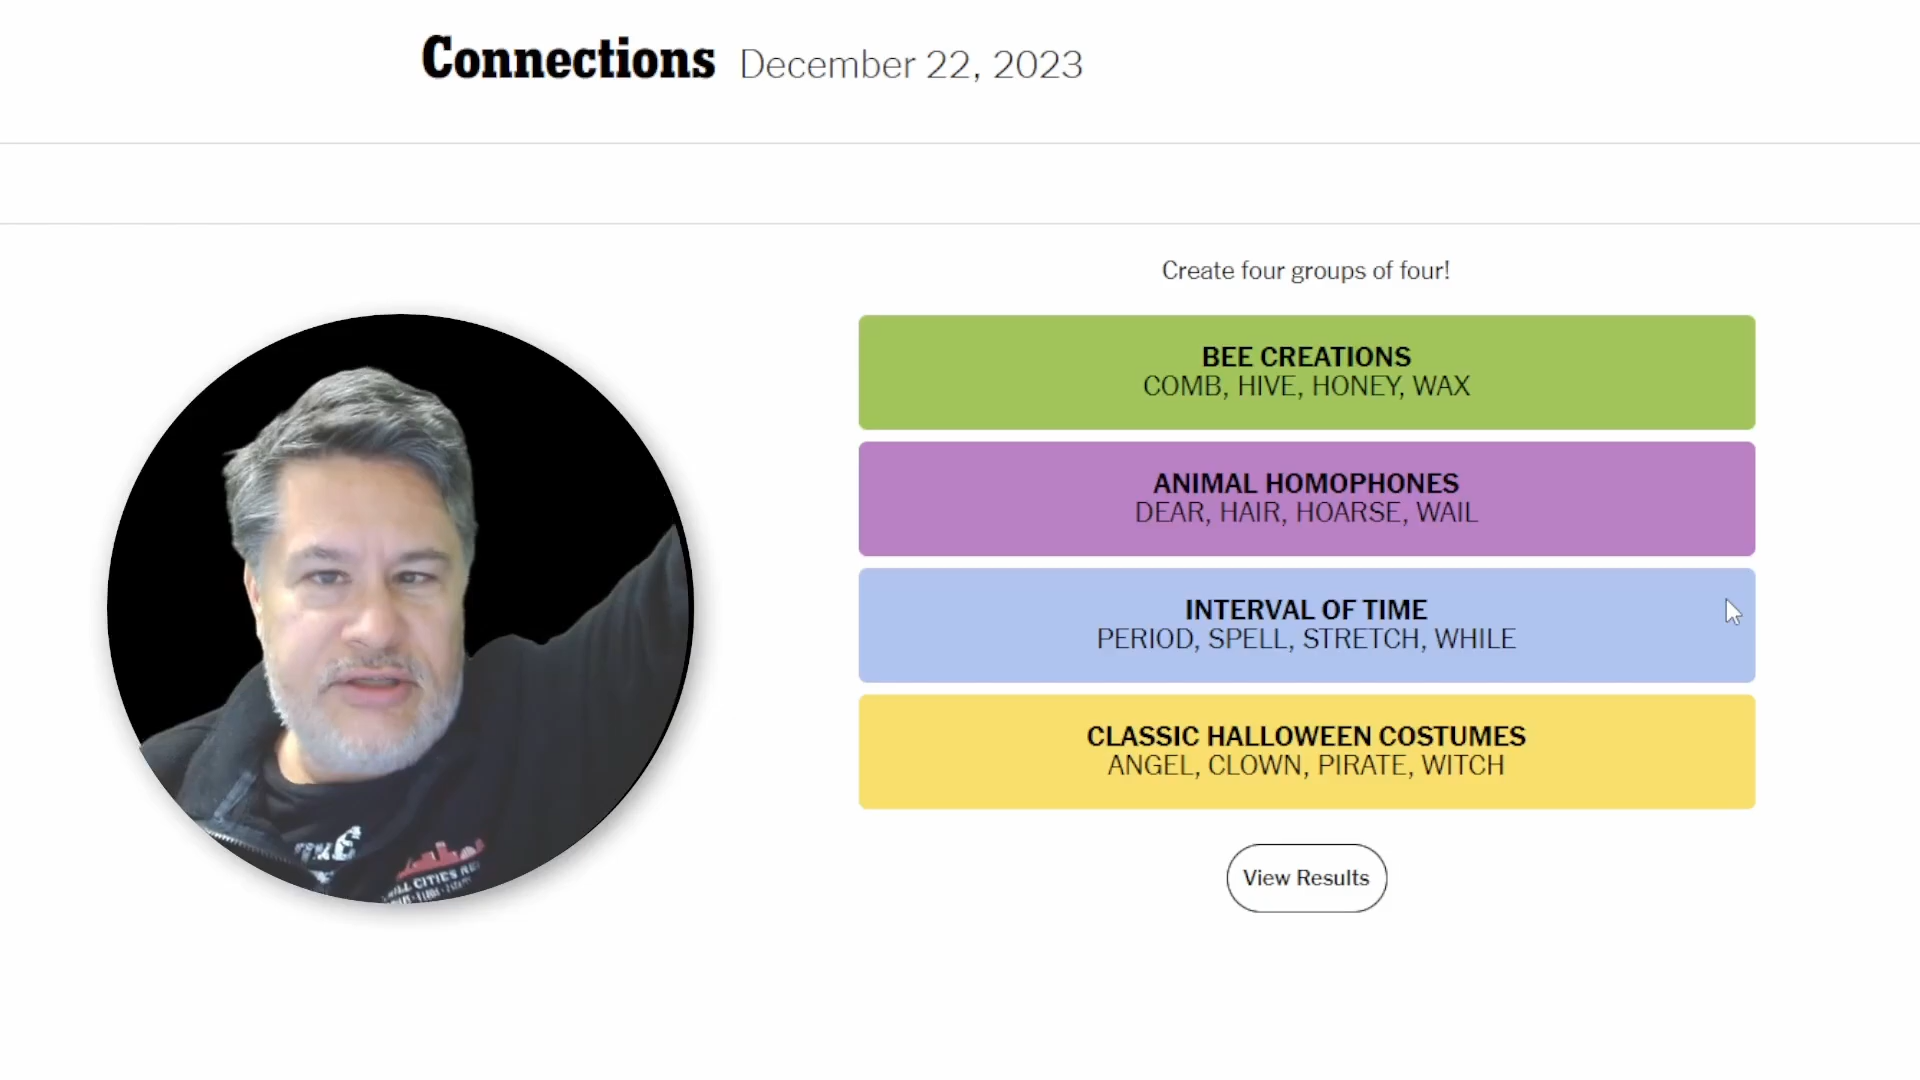 Connections December 22, 2023
Create four groups of four!
BEE CREATIONS
COMB, HIVE, HONEY, WAX
ANIMAL HOMOPHONES
DEAR, HAIR, HOARSE, WAIL
INTERVAL OF TIME
PERIOD, SPELL, STRETCH, WHILE
CLASSIC HALLOWEEN COSTUMES
ANGEL, CLOWN, PIRATE, WITCH
View Results
CITIES